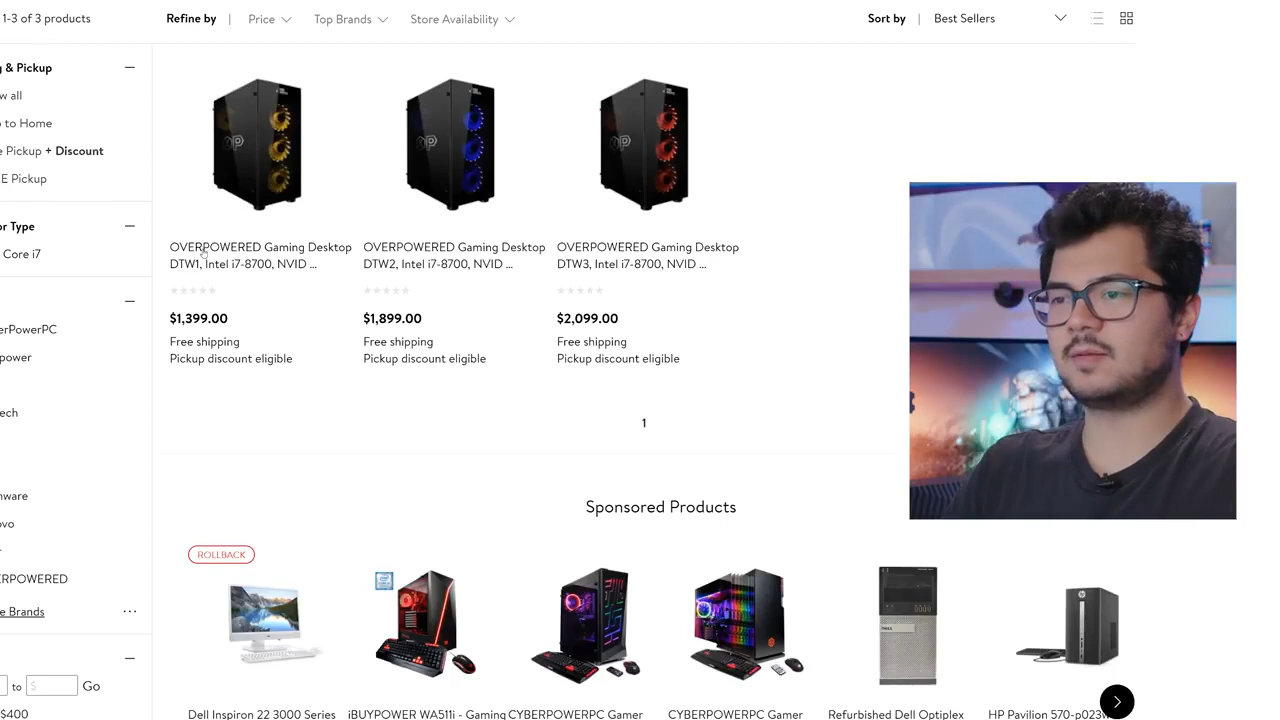 1-3 of 3 products
Refine by | Price Top Brands Store Availability
Sort by | Best Sellers
& Pickup
to Home
Pickup + Discount
Pickup
Core i7
OVERPOWERED Gaming Desktop
DTW1, Intel i7-8700, NVID ...
$1,399.00
Free shipping
Pickup discount eligible
OVERPOWERED Gaming Desktop
DTW2, Intel i7-8700, NVID ...
$1,899.00
Free shipping
Pickup discount eligible
OVERPOWERED Gaming Desktop
DTW3, Intel i7-8700, NVID ...
$2,099.00
Free shipping
Pickup discount eligible
1
erPowerPC
power
ech
nware
ovo
ERPOWERED
e Brands
to $ Go
$400
Sponsored Products
ROLLBACK
Dell Inspiron 22 3000 Series
iBUYPOWER WA511i - Gaming
CYBERPOWERPC Gamer
CYBERPOWERPC Gamer
Refurbished Dell Optiplex
HP Pavilion 570-p023w